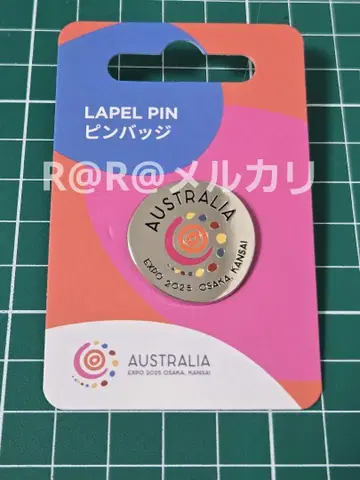 LAPEL PIN
ピンバッジ
R@R@メルカリ
AUSTRALIA
EXPO 2025 OSAKA, KANSAI
AUSTRALIA
EXPO 2025 OSAKA, KANSAI